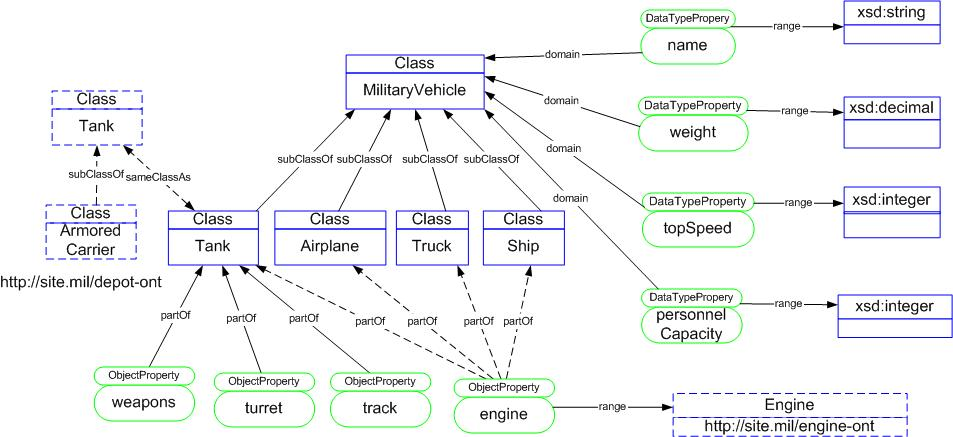 DataTypePropery
name
range
xsd:string
domain
Class
MilitaryVehicle
DataTypeProperty
weight
range
xsd:decimal
domain
Class
Tank
subClassOf
sameClassAs
Class
Armored
Carrier
http://site.mil/depot-ont
subClassOf
subClassOf
subClassOf
subClassOf
domain
domain
DataTypePropery
topSpeed
range
xsd:integer
Class
Tank
Class
Airplane
Class
Truck
Class
Ship
DataTypePropery
personnel
Capacity
range
xsd:integer
partOf
partOf
partOf
partOf
partOf
partOf
partOf
ObjectProperty
weapons
ObjectProperty
turret
ObjectProperty
track
ObjectProperty
engine
range
Engine
http://site.mil/engine-ont